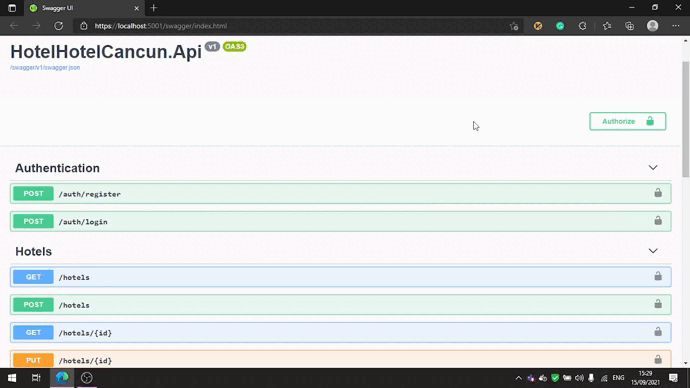 Swagger UI
https://localhost:5001/swagger/index.html
HotelHotelCancun.Api v1 OAS3
/swagger/v1/swagger.json
Authorize
Authentication
POST /auth/register
POST /auth/login
Hotels
GET /hotels
POST /hotels
GET /hotels/{id}
PUT /hotels/{id}
ENG
15:29
15/09/2021